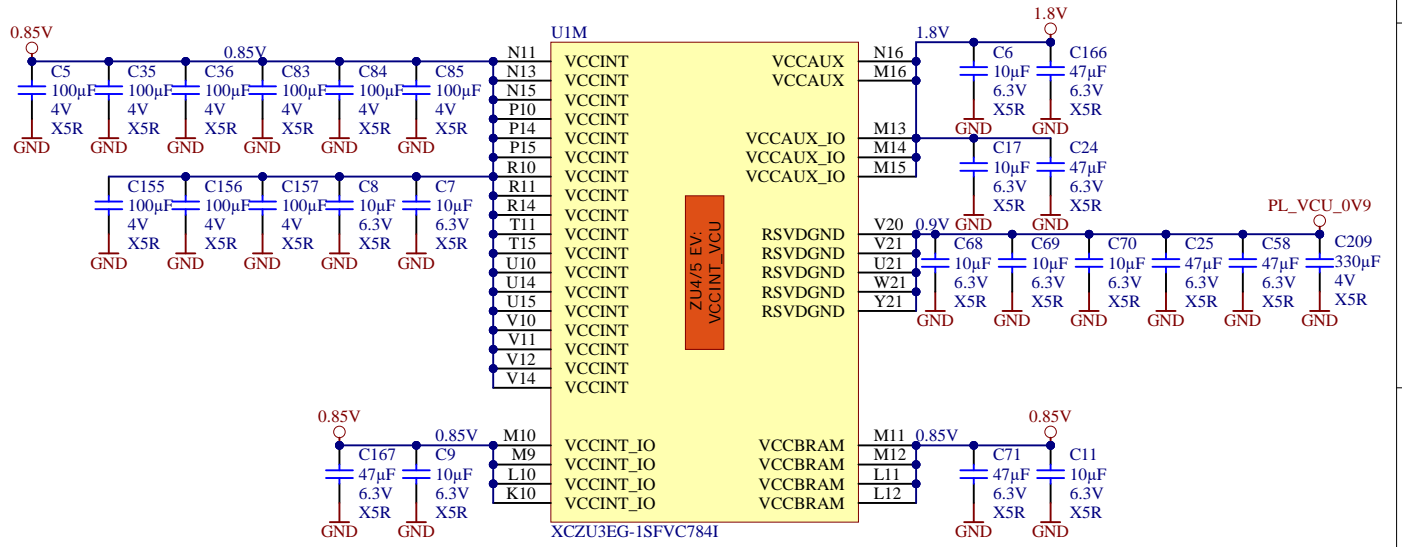 0.85V
0.85V
C5
100µF
4V
X5R
GND
C35
100µF
4V
X5R
GND
C36
100µF
4V
X5R
GND
C83
100µF
4V
X5R
GND
C84
100µF
4V
X5R
GND
C85
100µF
4V
X5R
GND
C155
100µF
4V
X5R
GND
C156
100µF
4V
X5R
GND
C157
100µF
4V
X5R
GND
C8
10µF
6.3V
X5R
GND
C7
10µF
6.3V
X5R
GND
0.85V
0.85V
C167
47µF
6.3V
X5R
GND
C9
10µF
6.3V
X5R
GND
U1M
N11 VCCINT
N13 VCCINT
N15 VCCINT
P10 VCCINT
P14 VCCINT
P15 VCCINT
R10 VCCINT
R11 VCCINT
R14 VCCINT
T11 VCCINT
T15 VCCINT
U10 VCCINT
U14 VCCINT
U15 VCCINT
V10 VCCINT
V11 VCCINT
V12 VCCINT
V14 VCCINT
M10 VCCINT_IO
M9 VCCINT_IO
L10 VCCINT_IO
K10 VCCINT_IO
ZU4/5 EV:
VCCINT_VCU
VCCAUX N16
VCCAUX M16
VCCAUX_IO M13
VCCAUX_IO M14
VCCAUX_IO M15
RSVDGND V20
RSVDGND V21
RSVDGND U21
RSVDGND W21
RSVDGND Y21
VCCBRAM M11
VCCBRAM M12
VCCBRAM L11
VCCBRAM L12
XCZU3EG-1SFVC784I
1.8V
1.8V
C6
10µF
6.3V
X5R
GND
C166
47µF
6.3V
X5R
GND
C17
10µF
6.3V
X5R
GND
C24
47µF
6.3V
X5R
GND
PL_VCU_0V9
0.9V
C68
10µF
6.3V
X5R
GND
C69
10µF
6.3V
X5R
GND
C70
10µF
6.3V
X5R
GND
C25
47µF
6.3V
X5R
GND
C58
47µF
6.3V
X5R
GND
C209
330µF
4V
X5R
GND
0.85V
0.85V
C71
47µF
6.3V
X5R
GND
C11
10µF
6.3V
X5R
GND